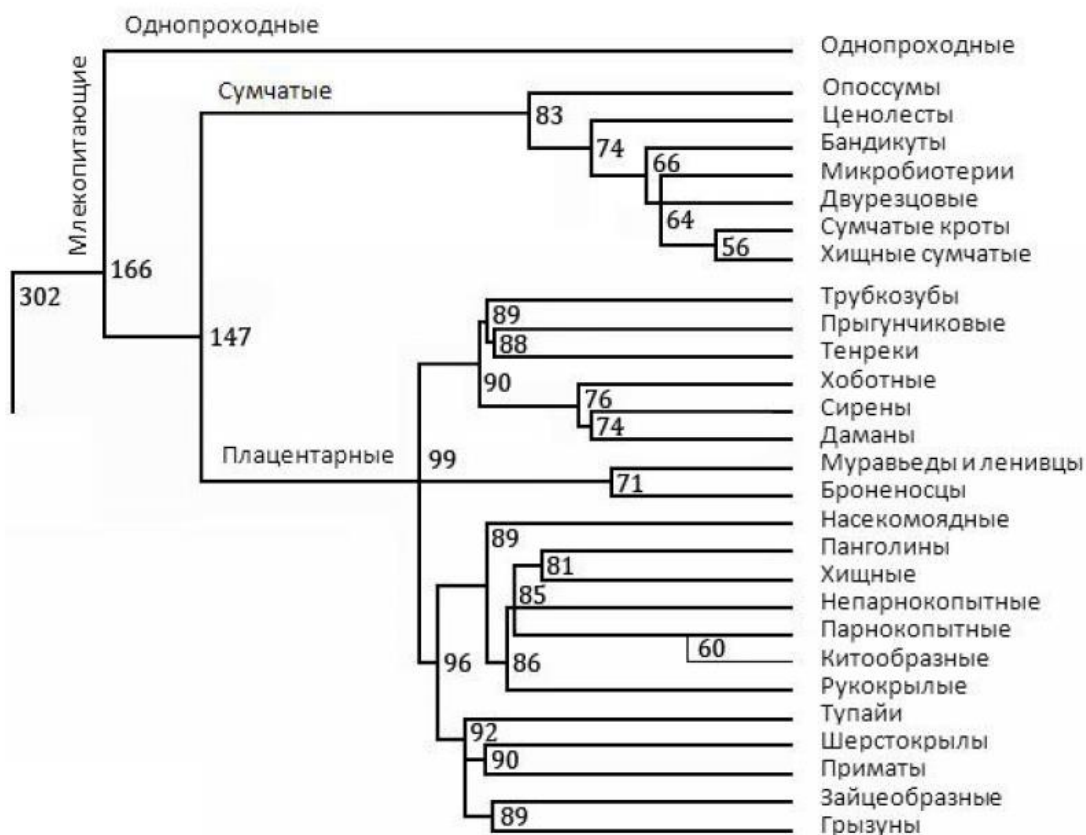 Однопроходные
Однопроходные
Млекопитающие
Сумчатые
Опоссумы
83
Ценолесты
74
Бандикуты
66
Микробиотерии
Двурезцовые
64
Сумчатые кроты
56
Хищные сумчатые
166
302
147
Трубкозубы
89
Прыгунчиковые
88
Тенреки
90
Хоботные
76
Сирены
74
Даманы
Плацентарные
99
Муравьеды и ленивцы
71
Броненосцы
Насекомоядные
89
Панголины
81
Хищные
85
Непарнокопытные
Парнокопытные
60
Китообразные
96
86
Рукокрылые
Тупайи
92
Шерстокрылы
90
Приматы
Зайцеобразные
89
Грызуны